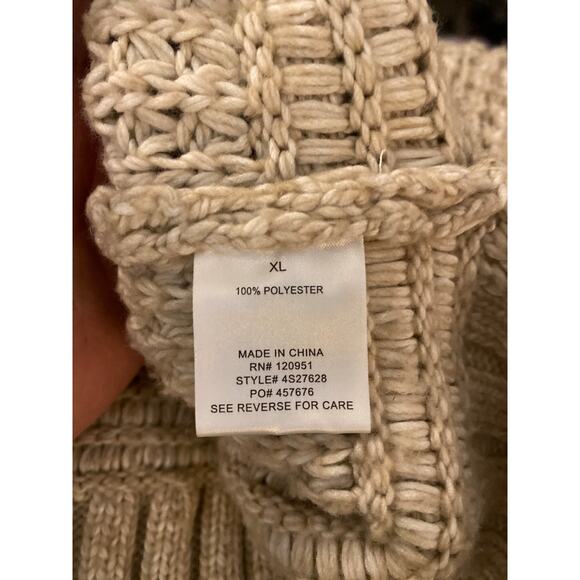 XL
100% POLYESTER
MADE IN CHINA
RN# 120951
STYLE# 4S27628
PO# 457676
SEE REVERSE FOR CARE